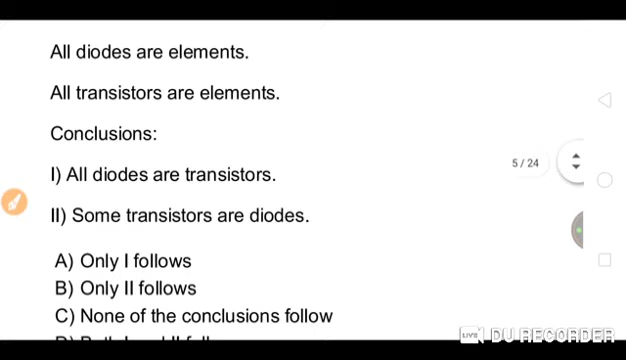 All diodes are elements.
All transistors are elements.
Conclusions:
I) All diodes are transistors.
5 / 24
II) Some transistors are diodes.
A) Only I follows
B) Only II follows
C) None of the conclusions follow
LIVE DU RECORDER